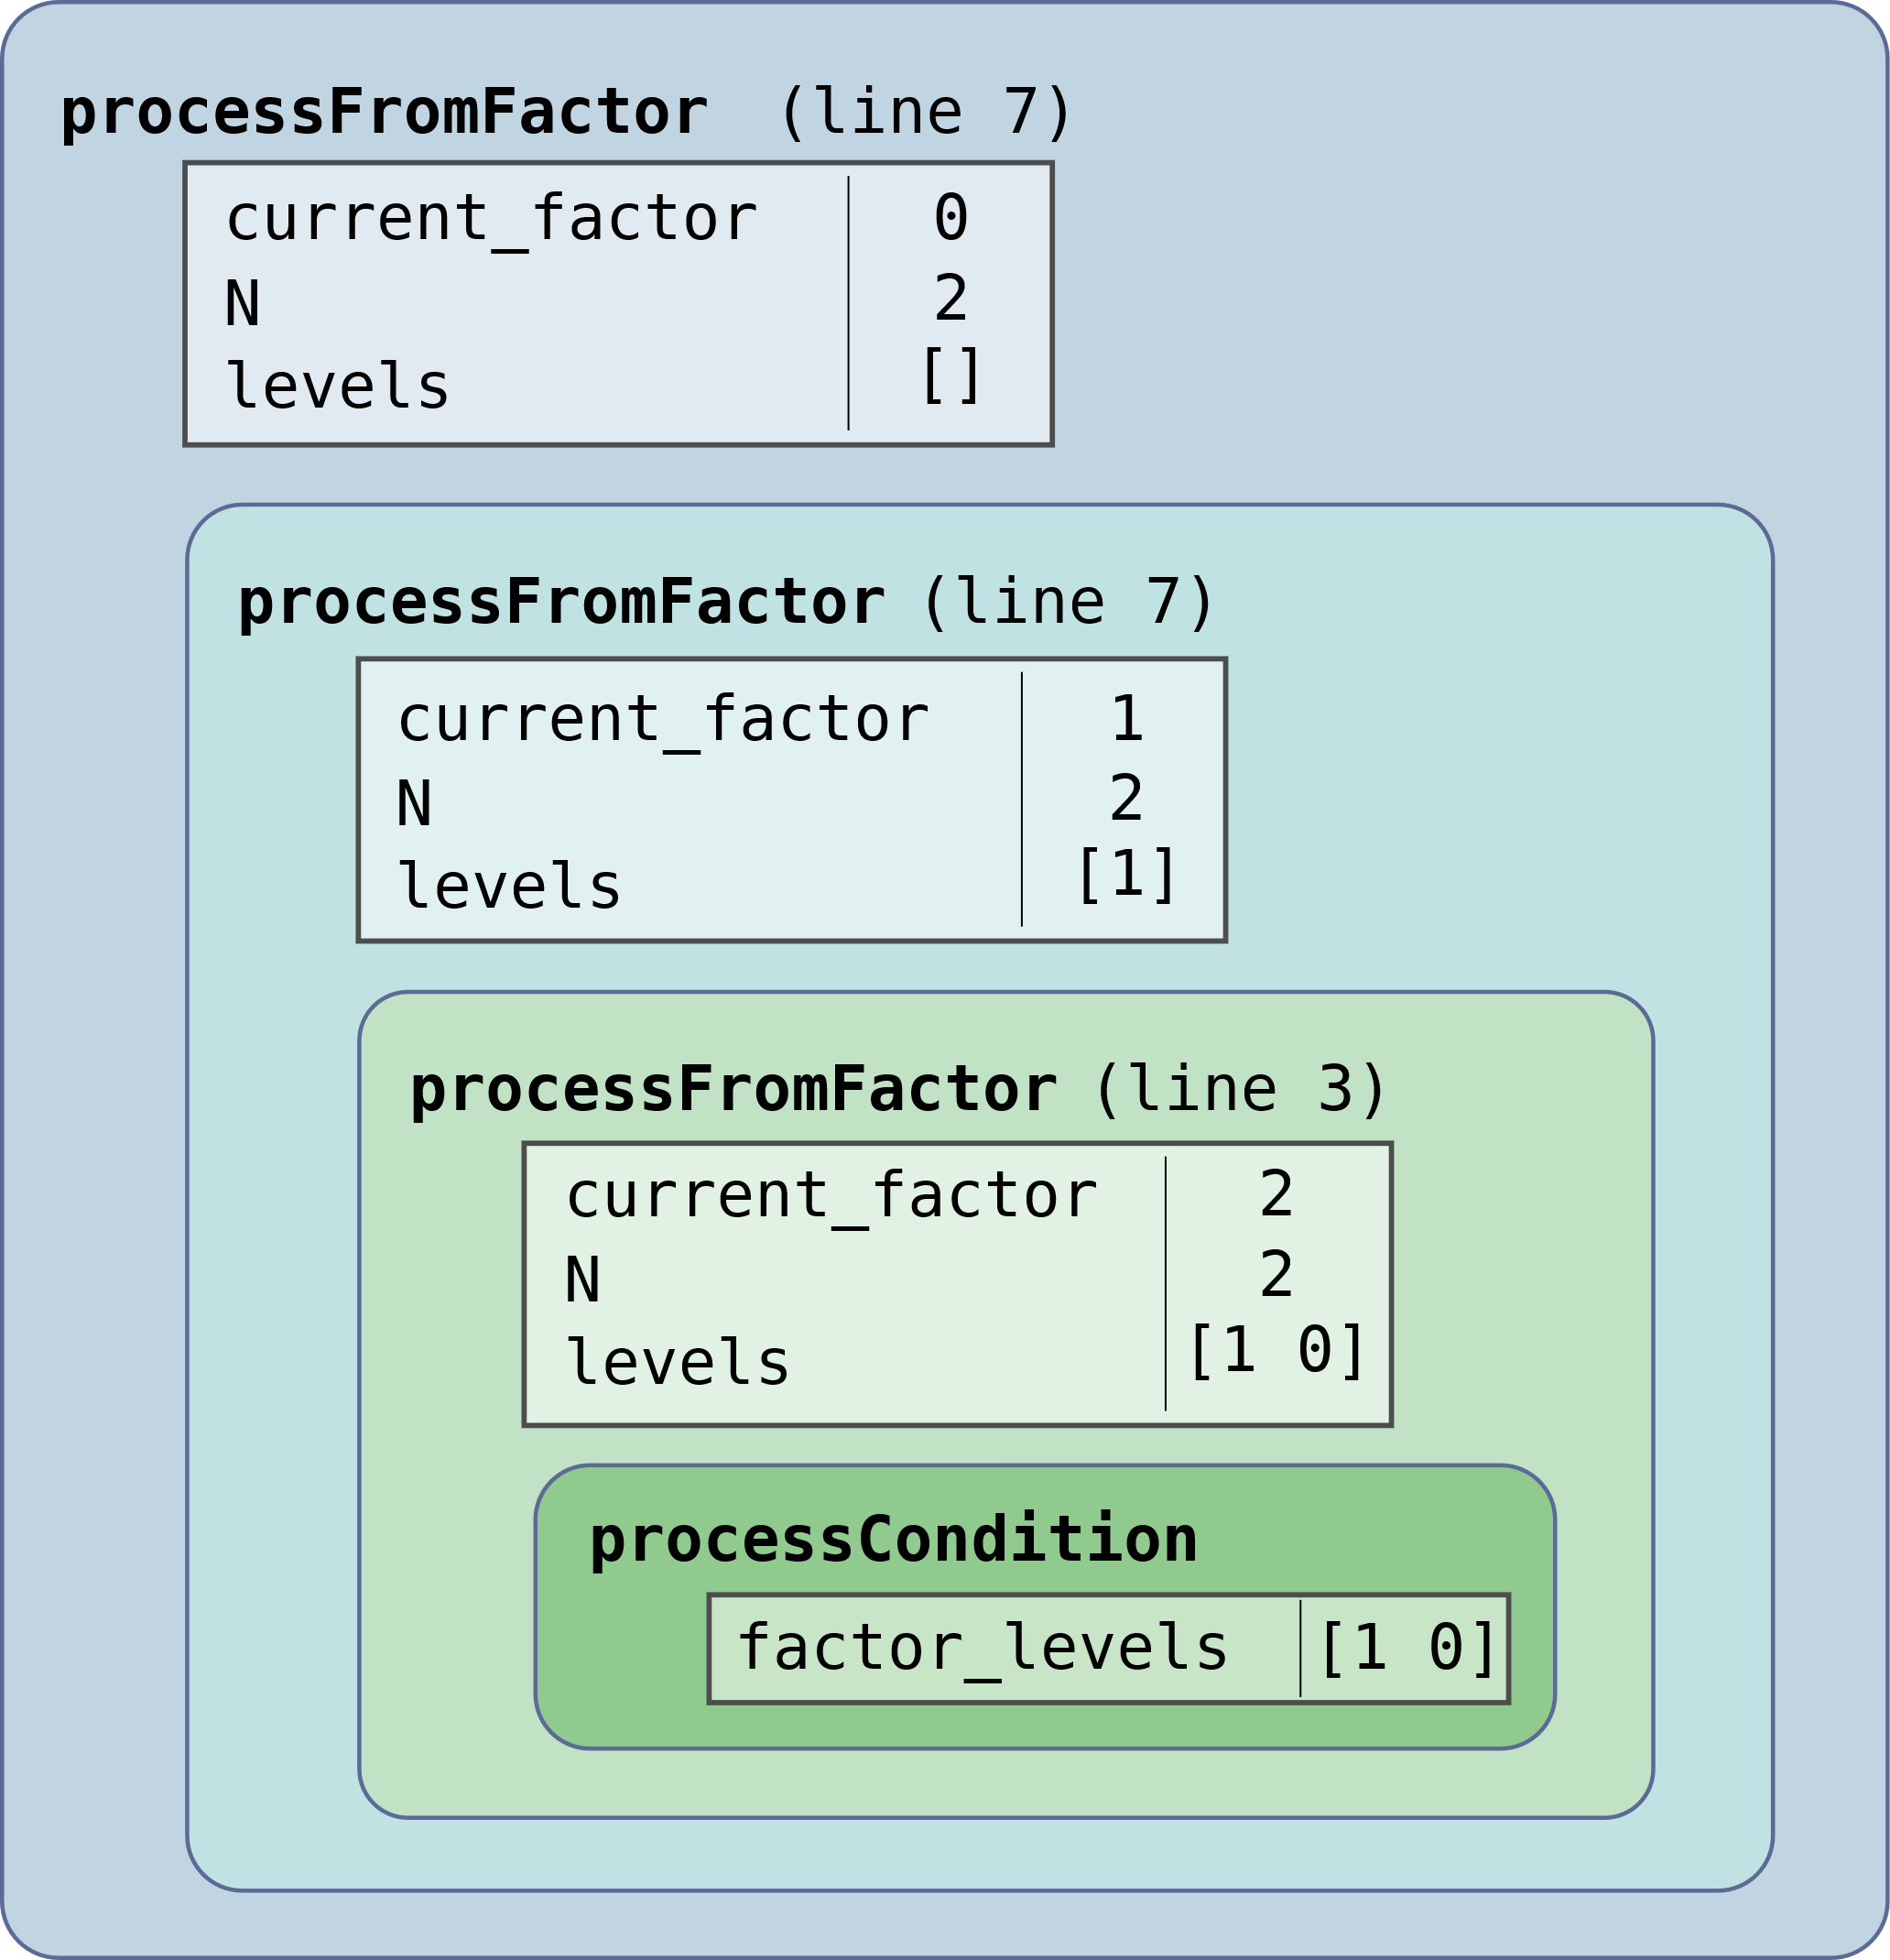 processFromFactor (line 7)
current_factor 0
N 2
levels []
processFromFactor (line 7)
current_factor 1
N 2
levels [1]
processFromFactor (line 3)
current_factor 2
N 2
levels [1 0]
processCondition
factor_levels [1 0]